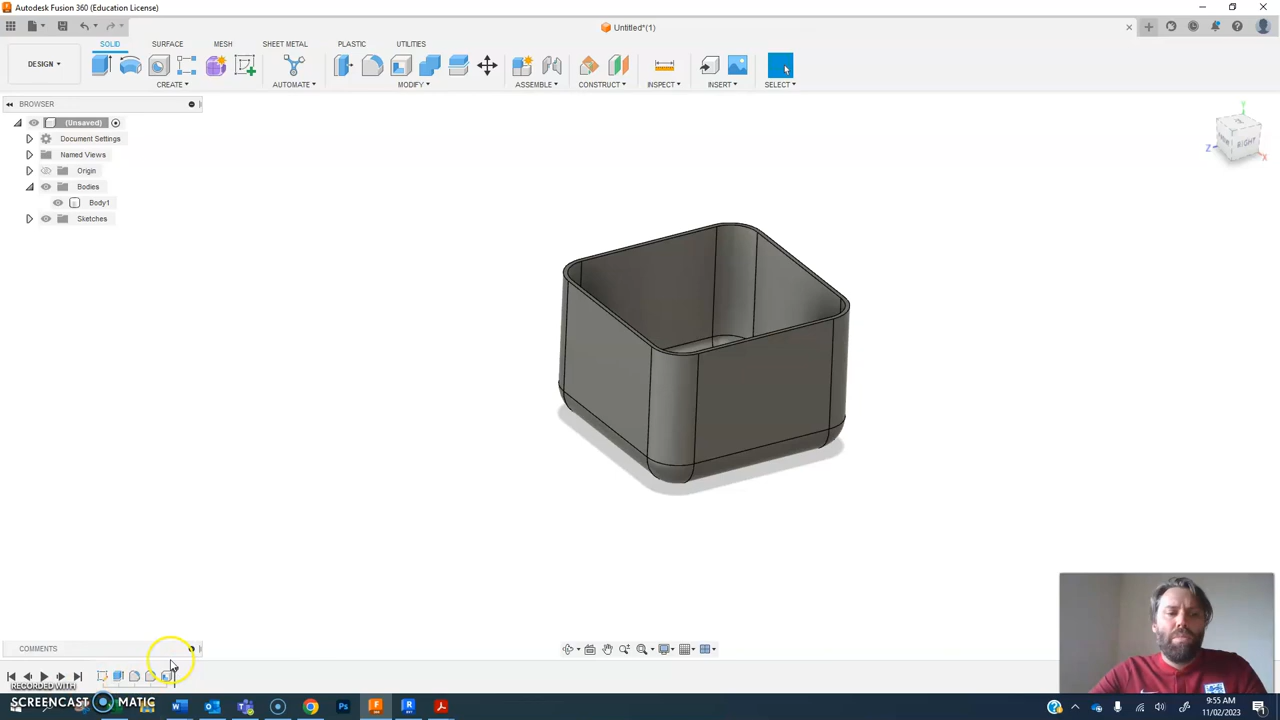 Autodesk Fusion 360 (Education License)
Untitled*(1)
SOLID
SURFACE
MESH
SHEET METAL
PLASTIC
UTILITIES
DESIGN
CREATE
AUTOMATE
MODIFY
ASSEMBLE
CONSTRUCT
INSPECT
INSERT
SELECT
BROWSER
(Unsaved)
Document Settings
Named Views
Origin
Bodies
Body1
Sketches
Y
RIGHT
Z
X
COMMENTS
RECORDED WITH
SCREENCAST MATIC
9:55 AM
11/02/2023